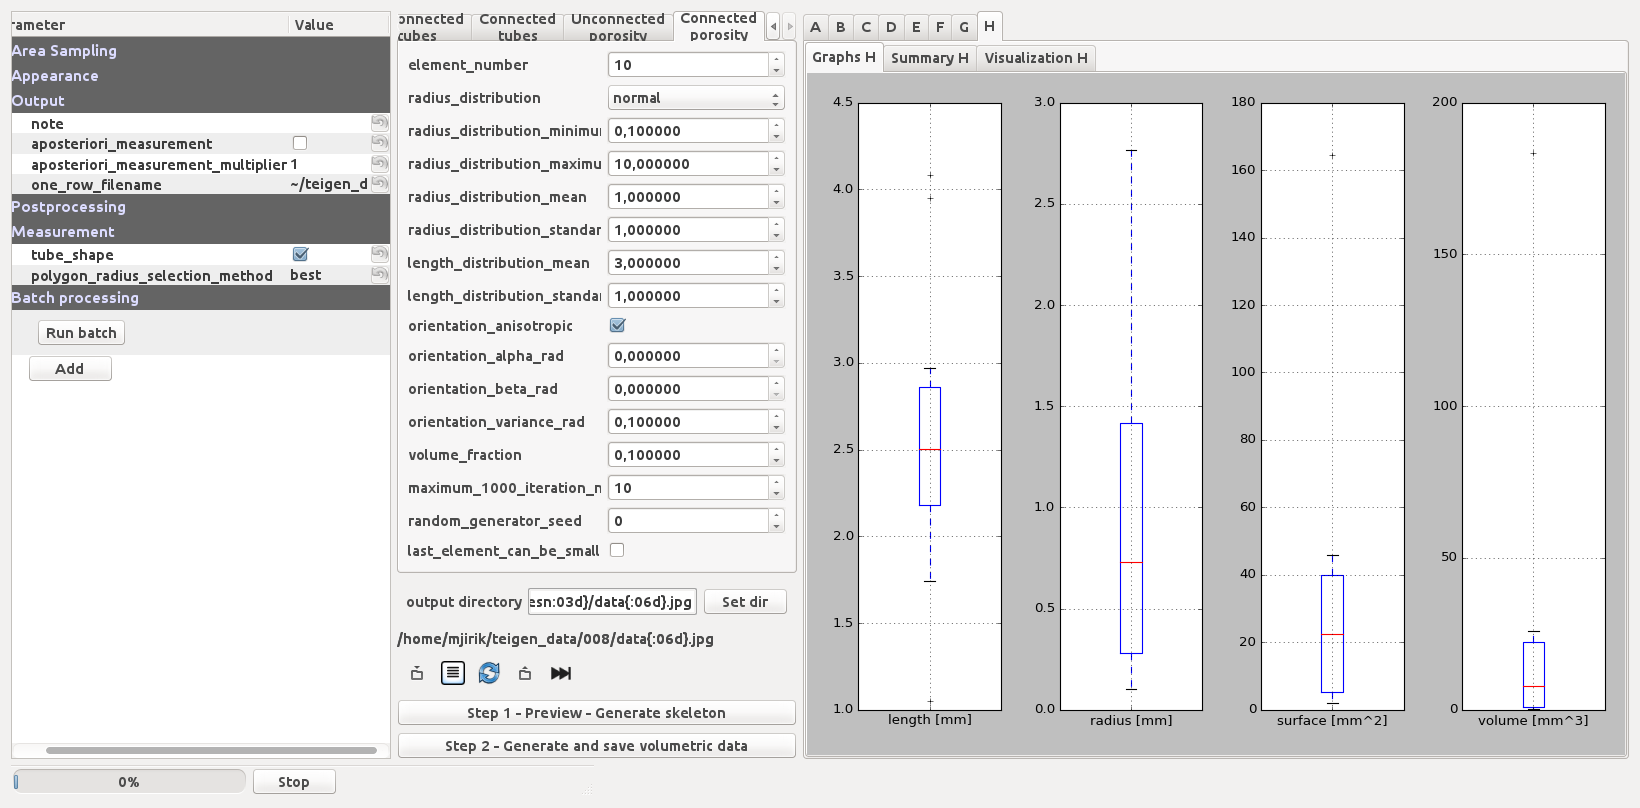 rameter Value
Area Sampling
Appearance
Output
note
aposteriori_measurement
aposteriori_measurement_multiplier 1
one_row_filename ~/teigen_d
Postprocessing
Measurement
tube_shape
polygon_radius_selection_method best
Batch processing
Run batch
Add
onnected cubes
Connected tubes
Unconnected porosity
Connected porosity
element_number 10
radius_distribution normal
radius_distribution_minimu 0,100000
radius_distribution_maximu 10,000000
radius_distribution_mean 1,000000
radius_distribution_standar 1,000000
length_distribution_mean 3,000000
length_distribution_standa 1,000000
orientation_anisotropic
orientation_alpha_rad 0,000000
orientation_beta_rad 0,000000
orientation_variance_rad 0,100000
volume_fraction 0,100000
maximum_1000_iteration_n 10
random_generator_seed 0
last_element_can_be_small
output directory esn:03d}/data{:06d}.jpg Set dir
/home/mjirik/teigen_data/008/data{:06d}.jpg
Step 1 - Preview - Generate skeleton
Step 2 - Generate and save volumetric data
A B C D E F G H
Graphs H Summary H Visualization H
4.5
4.0
3.5
3.0
2.5
2.0
1.5
1.0
length [mm]
3.0
2.5
2.0
1.5
1.0
0.5
0.0
radius [mm]
180
160
140
120
100
80
60
40
20
0
surface [mm^2]
200
150
100
50
0
volume [mm^3]
0% Stop